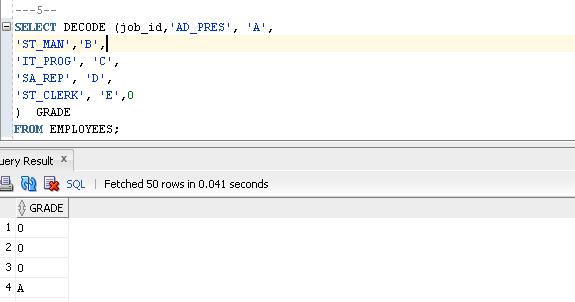 ---5--
SELECT DECODE (job_id,'AD_PRES', 'A',
'ST_MAN','B',
'IT_PROG', 'C',
'SA_REP', 'D',
'ST_CLERK', 'E',0
)  GRADE
FROM EMPLOYEES;
uery Result x
SQL | Fetched 50 rows in 0.041 seconds
GRADE
1 0
2 0
3 0
4 A